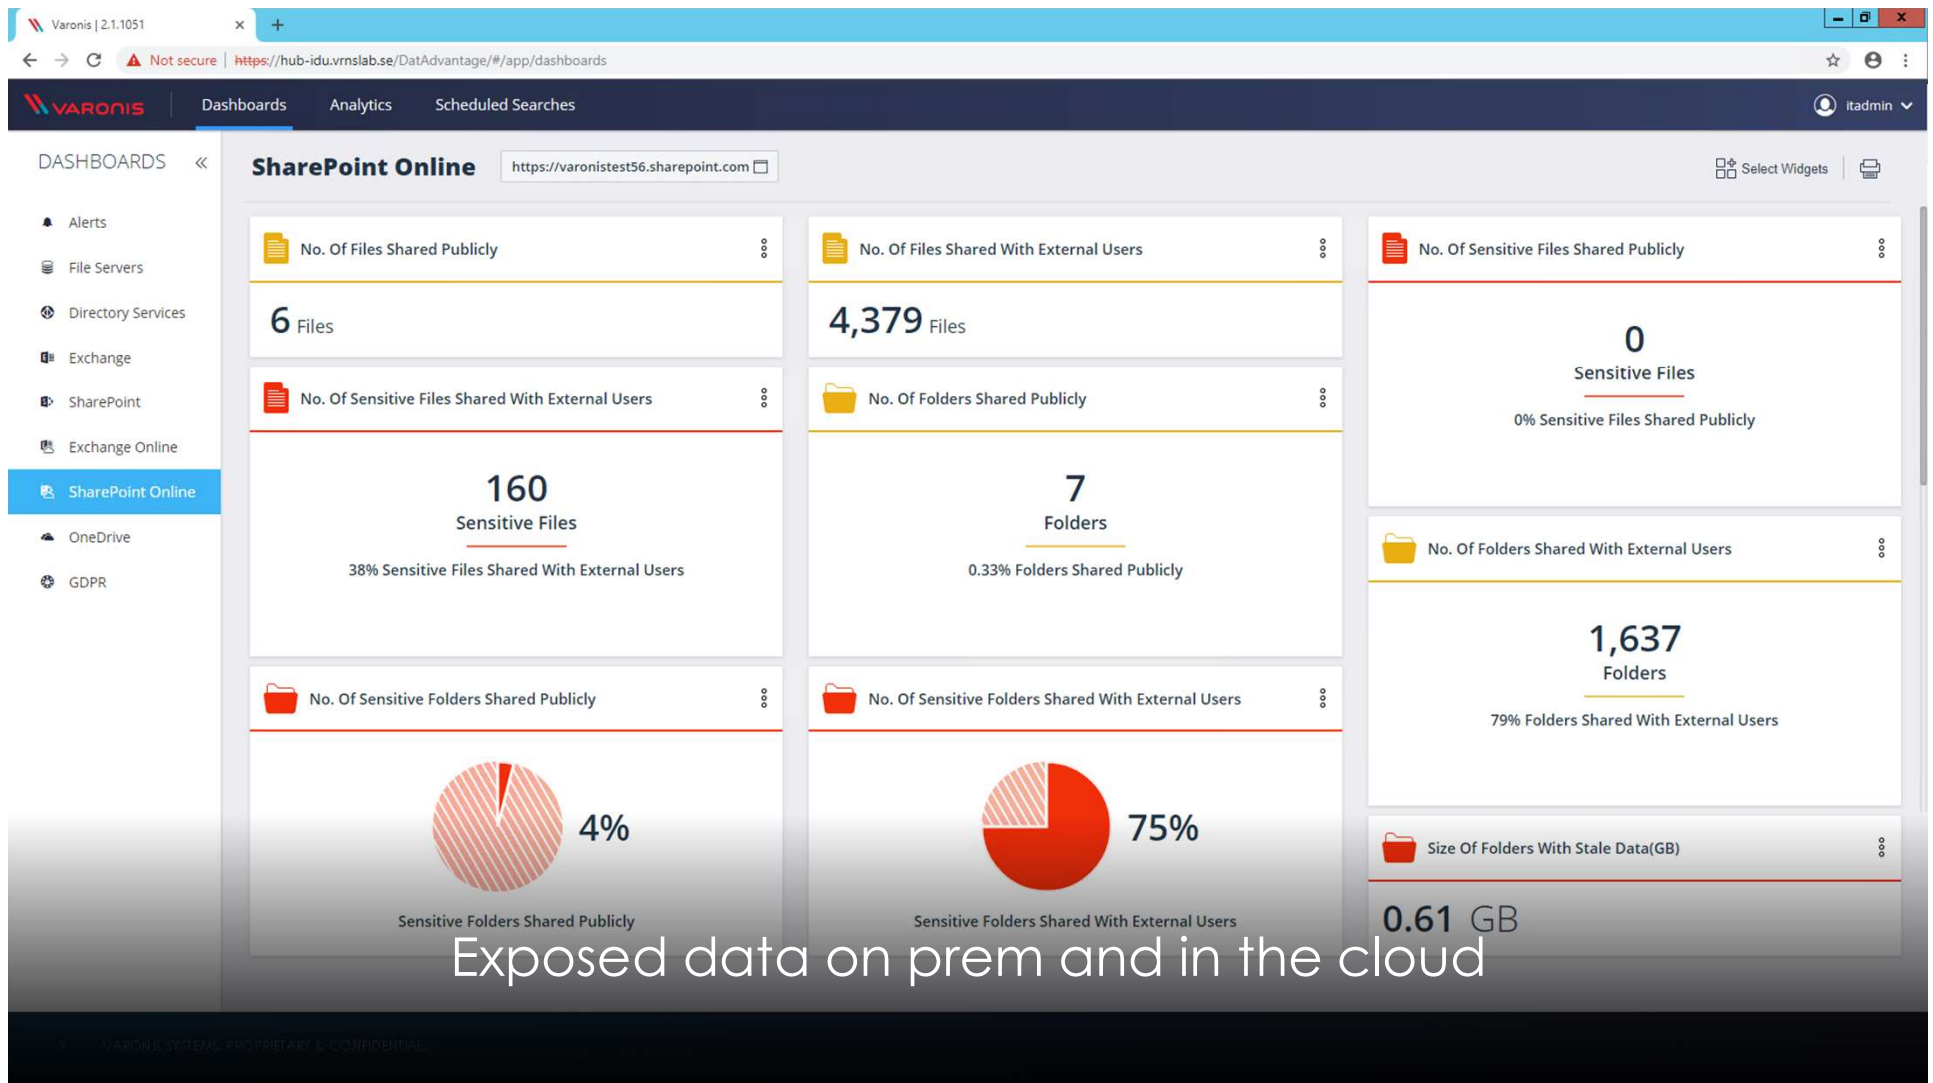 Varonis | 2.1.1051
Not secure | https://hub-idu.vrnslab.se/DatAdvantage/#/app/dashboards
VARONIS
Dashboards
Analytics
Scheduled Searches
itadmin
DASHBOARDS «
Alerts
File Servers
Directory Services
Exchange
SharePoint
Exchange Online
SharePoint Online
OneDrive
GDPR
SharePoint Online
https://varonistest56.sharepoint.com
Select Widgets
No. Of Files Shared Publicly
6 Files
No. Of Files Shared With External Users
4,379 Files
No. Of Sensitive Files Shared Publicly
0
Sensitive Files
0% Sensitive Files Shared Publicly
No. Of Sensitive Files Shared With External Users
160
Sensitive Files
38% Sensitive Files Shared With External Users
No. Of Folders Shared Publicly
7
Folders
0.33% Folders Shared Publicly
No. Of Folders Shared With External Users
1,637
Folders
79% Folders Shared With External Users
No. Of Sensitive Folders Shared Publicly
4%
Sensitive Folders Shared Publicly
No. Of Sensitive Folders Shared With External Users
75%
Sensitive Folders Shared With External Users
Size Of Folders With Stale Data(GB)
0.61 GB
Exposed data on prem and in the cloud
VARONIS SYSTEMS. PROPRIETARY & CONFIDENTIAL.